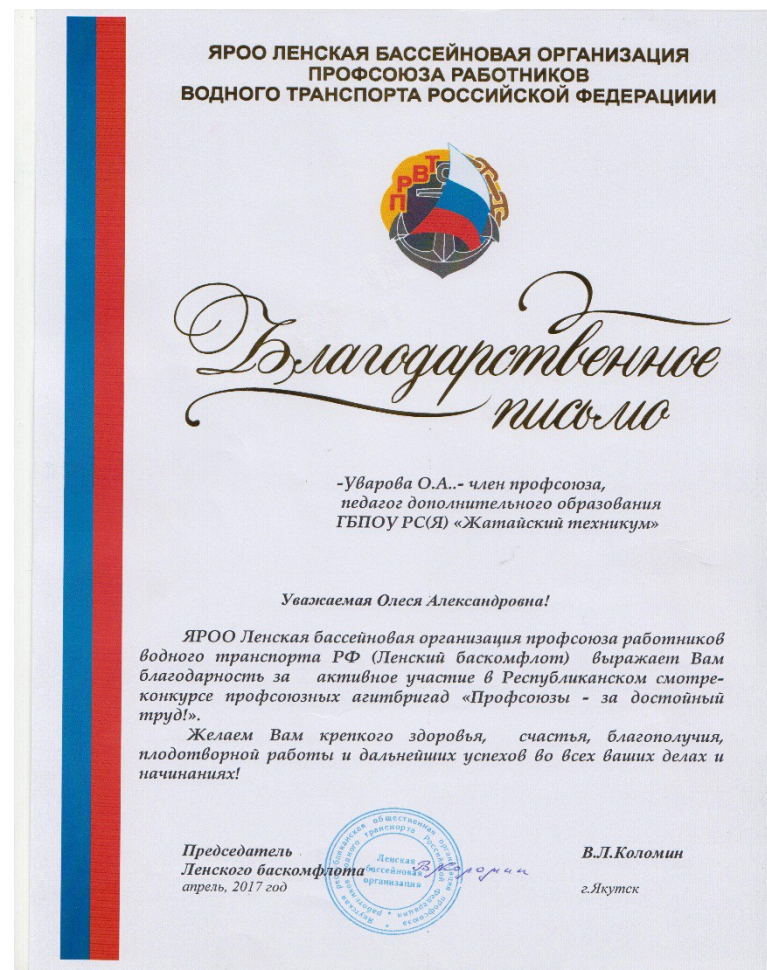 ЯРОО ЛЕНСКАЯ БАССЕЙНОВАЯ ОРГАНИЗАЦИЯ
ПРОФСОЮЗА РАБОТНИКОВ
ВОДНОГО ТРАНСПОРТА РОССИЙСКОЙ ФЕДЕРАЦИИИ
ПРВТ
Благодарственное
письмо
-Уварова О.А..- член профсоюза,
педагог дополнительного образования
ГБПОУ РС(Я) «Жатайский техникум»
Уважаемая Олеся Александровна!
ЯРОО Ленская бассейновая организация профсоюза работников
водного транспорта РФ (Ленский баскомфлот) выражает Вам
благодарность за активное участие в Республиканском смотре-
конкурсе профсоюзных агитбригад «Профсоюзы - за достойный
труд!».
Желаем Вам крепкого здоровья, счастья, благополучия,
плодотворной работы и дальнейших успехов во всех ваших делах и
начинаниях!
Председатель
Ленского баскомфлота
В.Л.Коломин
апрель, 2017 год
г.Якутск
Ленская
бассейновая
организация